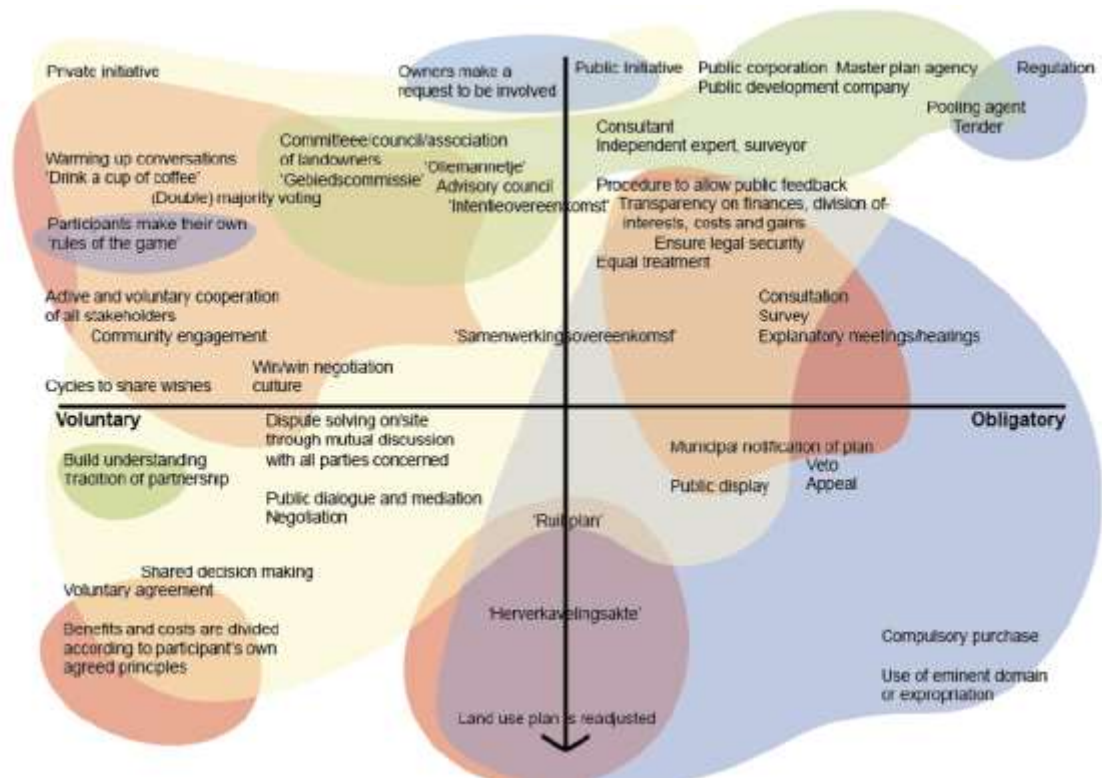 Private initiative
Owners make a
request to be involved
Public Initiative
Public corporation Master plan agency
Public development company
Regulation
Pooling agent
Tender
Consultant
Independent expert, surveyor
Committeee/council/association
of landowners
'Gebiedscommissie'
'Oliemannetje'
Advisory council
'Intentieovereenkomst'
Warming up conversations
'Drink a cup of coffee'
(Double) majority voting
Participants make their own
'rules of the game'
Procedure to allow public feedback
Transparency on finances, division of
interests, costs and gains
Ensure legal security
Equal treatment
Active and voluntary cooperation
of all stakeholders
Community engagement
Consultation
Survey
Explanatory meetings/hearings
'Samenwerkingsovereenkomst'
Cycles to share wishes
Win/win negotiation
culture
Voluntary
Obligatory
Dispute solving on/site
through mutual discussion
with all parties concerned
Build understanding
Tradition of partnership
Public dialogue and mediation
Negotiation
Municipal notification of plan
Veto
Appeal
Public display
'Ruilplan'
Shared decision making
Voluntary agreement
Benefits and costs are divided
according to participant's own
agreed principles
'Herverkavelingsakte'
Compulsory purchase
Use of eminent domain
or expropriation
Land use plan is readjusted